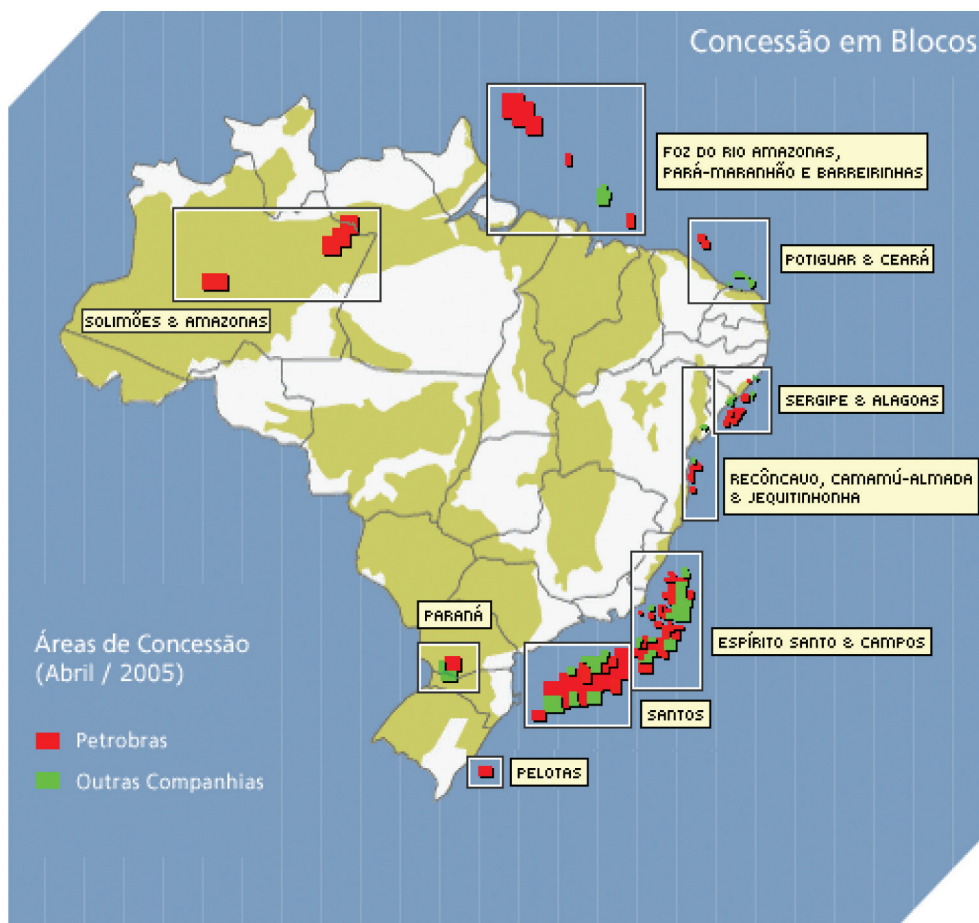 Concessão em Blocos
FOZ DO RIO AMAZONAS,
PARÁ-MARANHÃO E BARREIRINHAS
POTIGUAR & CEARÁ
SOLIMÕES & AMAZONAS
SERGIPE & ALAGOAS
RECÔNCAVO, CAMAMÚ-ALMADA
& JEQUITINHONHA
PARANÁ
ESPÍRITO SANTO & CAMPOS
SANTOS
PELOTAS
Áreas de Concessão
(Abril / 2005)
Petrobras
Outras Companhias